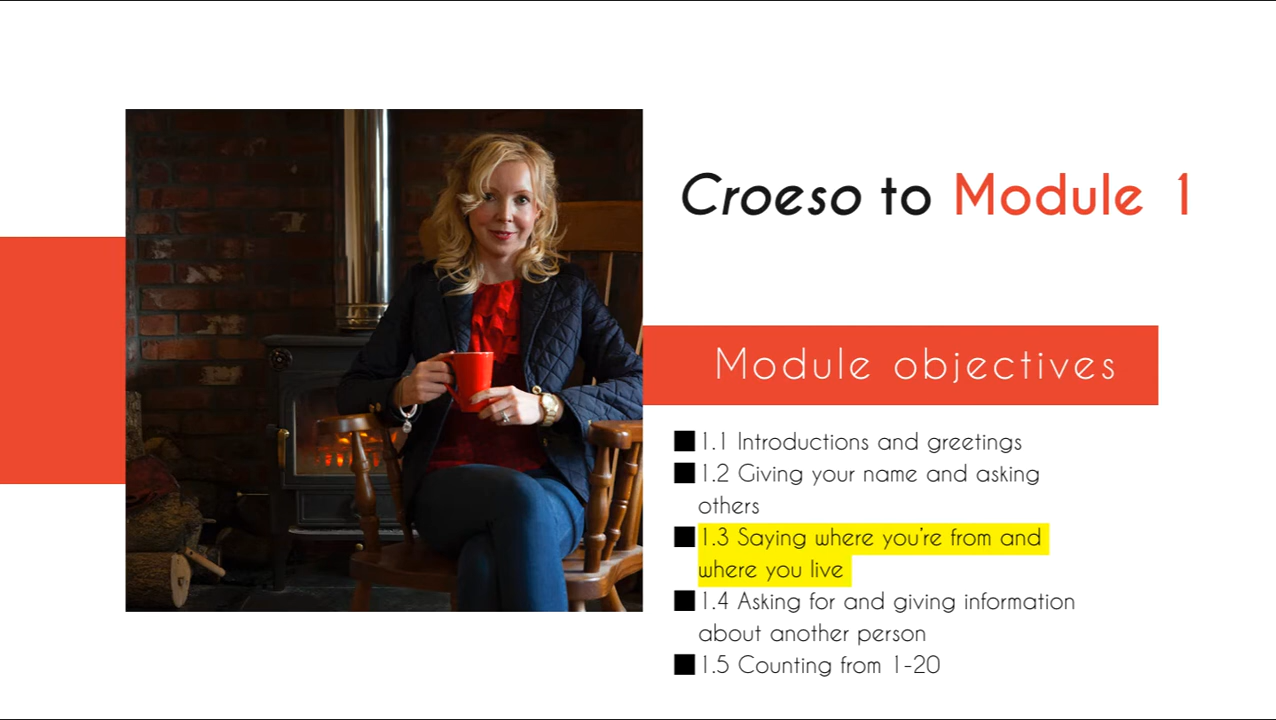 Croeso to Module 1
Module objectives
1.1 Introductions and greetings
1.2 Giving your name and asking
others
1.3 Saying where you're from and
where you live
1.4 Asking for and giving information
about another person
1.5 Counting from 1-20